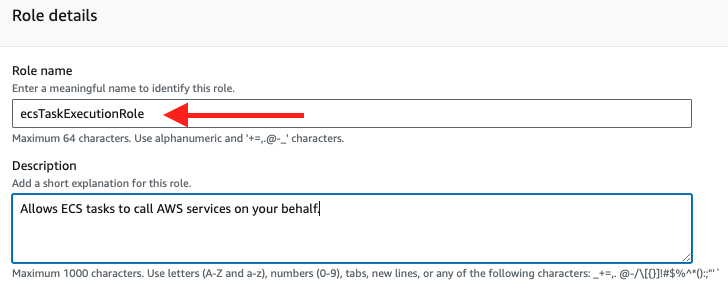 Role details
Role name
Enter a meaningful name to identify this role.
ecsTaskExecutionRole
Maximum 64 characters. Use alphanumeric and '+=,.@-_' characters.
Description
Add a short explanation for this role.
Allows ECS tasks to call AWS services on your behalf.
Maximum 1000 characters. Use letters (A-Z and a-z), numbers (0-9), tabs, new lines, or any of the following characters: _+=,. @-/\[{}]!#$%^*();:"'`